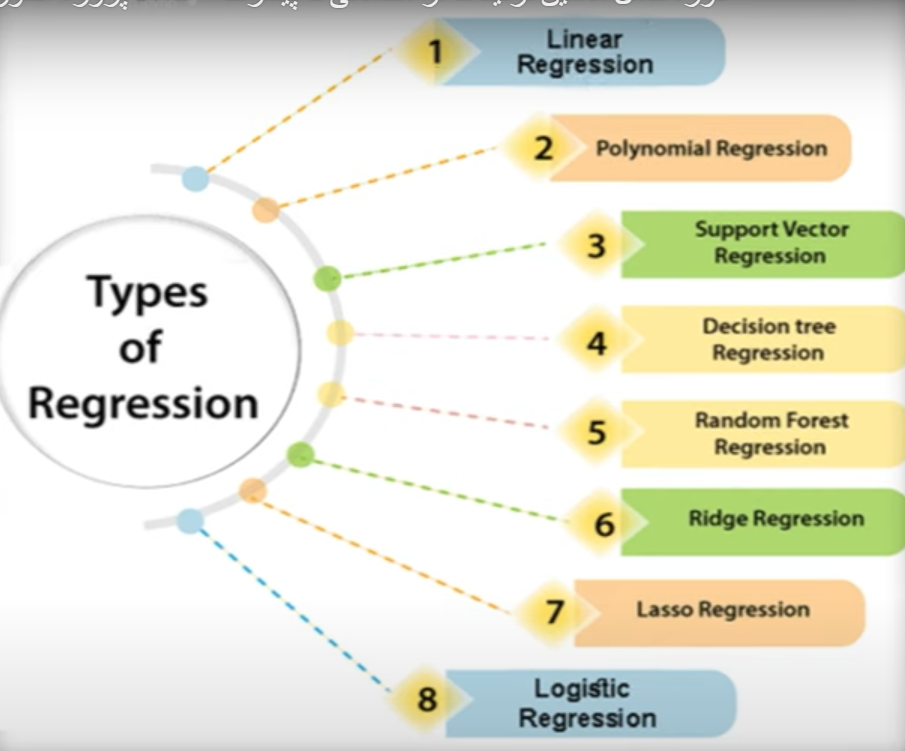 Types
of
Regression
1
Linear
Regression
2
Polynomial Regression
3
Support Vector
Regression
4
Decision tree
Regression
5
Random Forest
Regression
6
Ridge Regression
7
Lasso Regression
8
Logistic
Regression